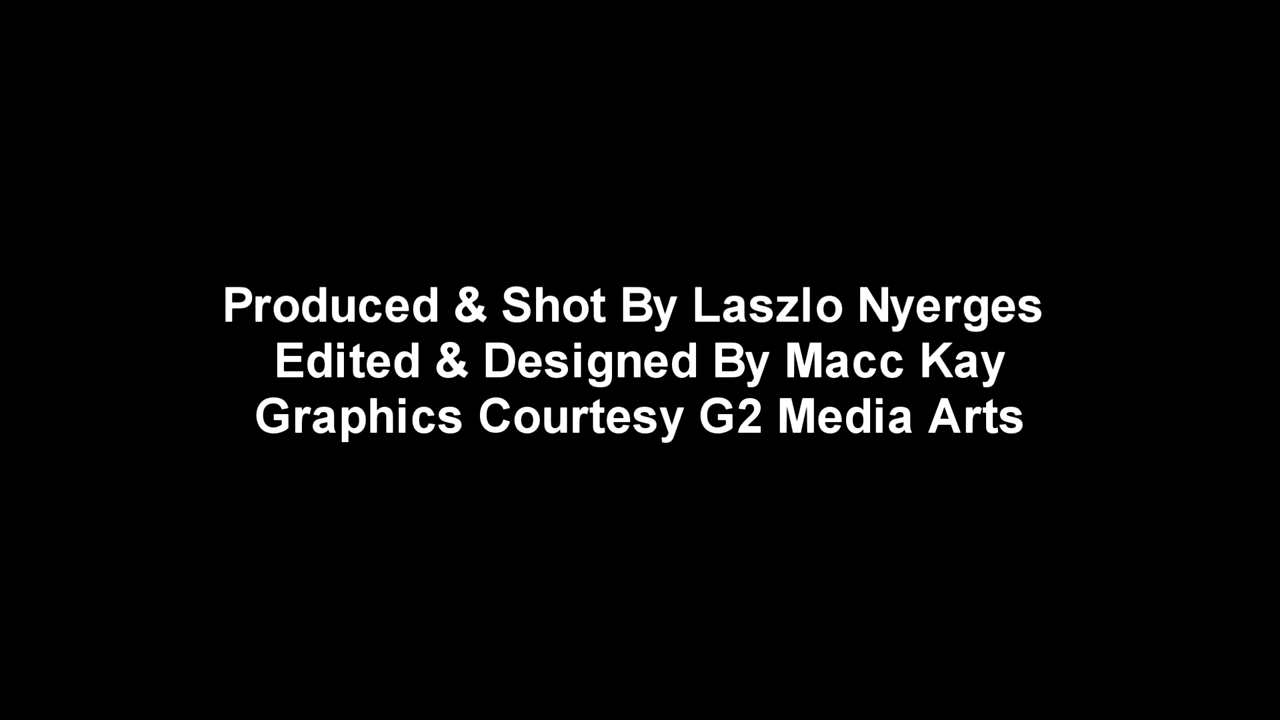 Produced & Shot By Laszlo Nyerges
Edited & Designed By Macc Kay
Graphics Courtesy G2 Media Arts